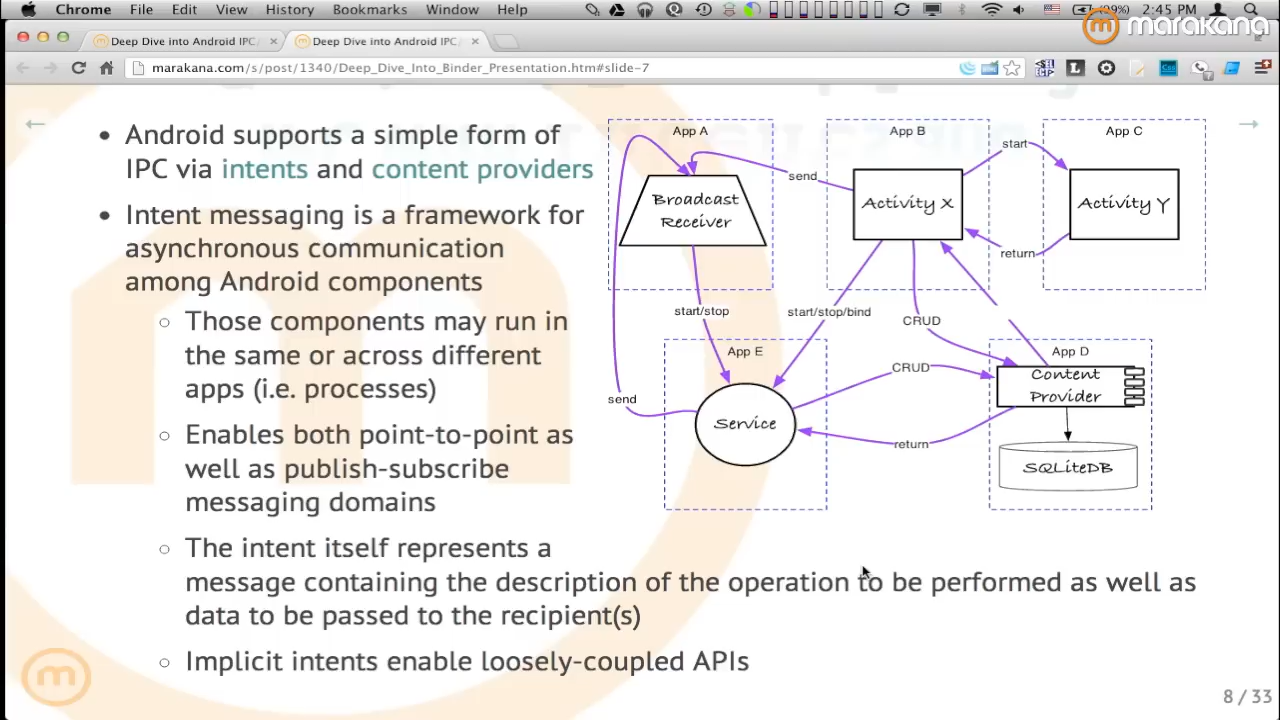 Chrome File Edit View History Bookmarks Window Help
(99%) 2:45 PM
marakana
Deep Dive into Android IPC/
Deep Dive into Android IPC/
marakana.com/s/post/1340/Deep_Dive_Into_Binder_Presentation.htm#slide-7
• Android supports a simple form of
IPC via intents and content providers
• Intent messaging is a framework for
asynchronous communication
among Android components
○ Those components may run in
the same or across different
apps (i.e. processes)
○ Enables both point-to-point as
well as publish-subscribe
messaging domains
○ The intent itself represents a
message containing the description of the operation to be performed as well as
data to be passed to the recipient(s)
○ Implicit intents enable loosely-coupled APIs
App A
App B
App C
start
send
Broadcast
Receiver
Activity X
Activity Y
return
start/stop
start/stop/bind
CRUD
App E
App D
CRUD
Content
Provider
send
Service
return
SQLiteDB
m
8 / 33